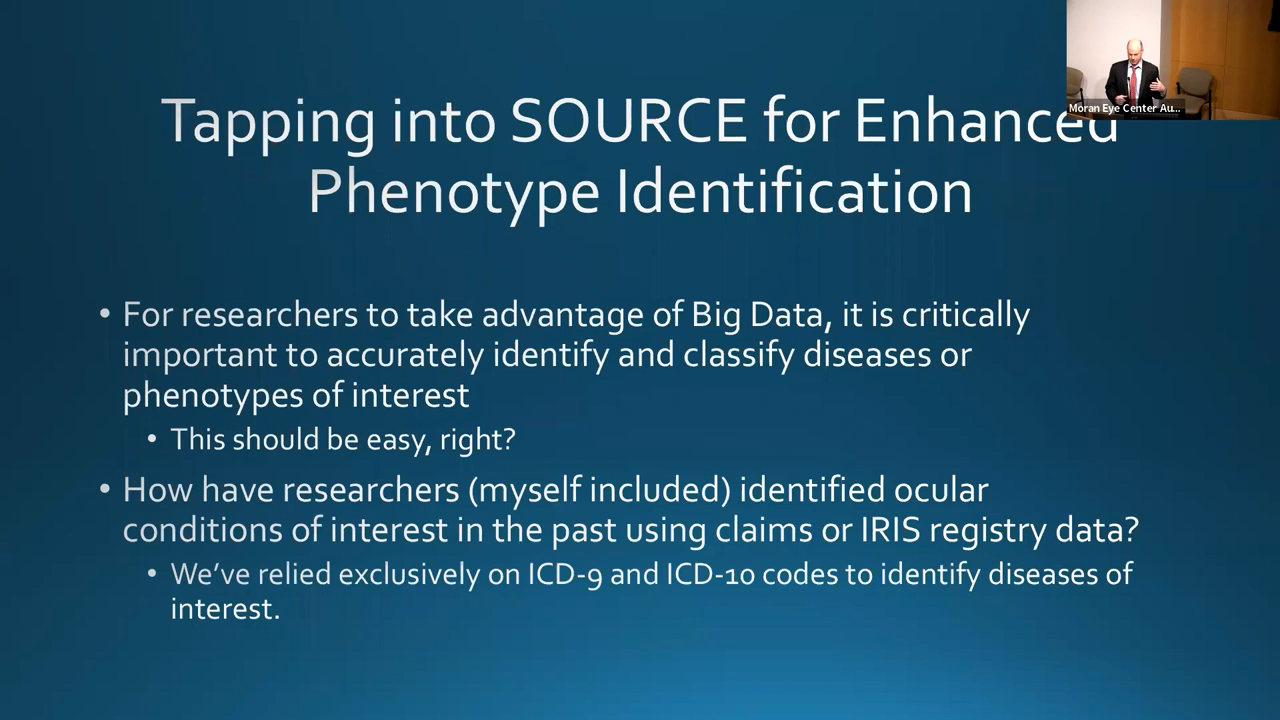 Tapping into SOURCE for Enhanced
Phenotype Identification
Moran Eye Center Au...
• For researchers to take advantage of Big Data, it is critically
important to accurately identify and classify diseases or
phenotypes of interest
• This should be easy, right?
• How have researchers (myself included) identified ocular
conditions of interest in the past using claims or IRIS registry data?
• We've relied exclusively on ICD-9 and ICD-10 codes to identify diseases of
interest.